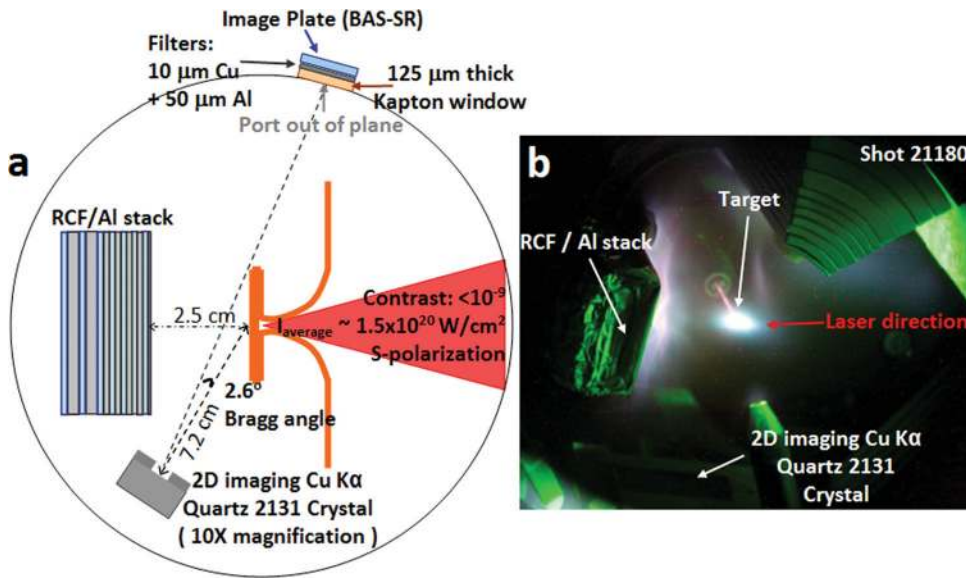 Image Plate (BAS-SR)
Filters:
10 μm Cu
+ 50 μm Al
125 μm thick
Kapton window
Port out of plane
a
RCF/Al stack
2.5 cm
I average
Contrast: <10⁻⁹
~ 1.5x10²⁰ W/cm²
S-polarization
2.6°
Bragg angle
7.2 cm
2D imaging Cu Kα
Quartz 2131 Crystal
( 10X magnification )
b
Shot 21180
Target
RCF / Al stack
Laser direction
2D imaging Cu Kα
Quartz 2131
Crystal